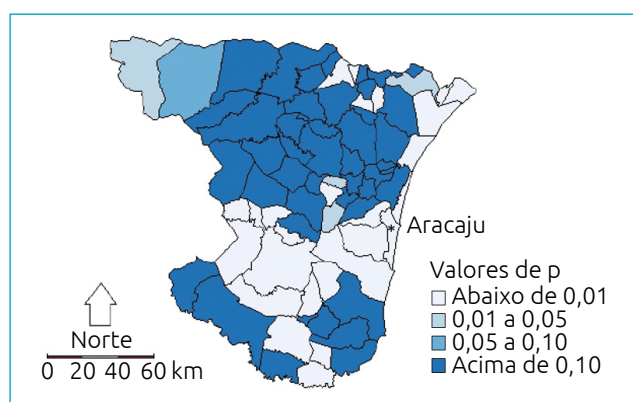 Aracaju
Valores de p
Abaixo de 0,01
0,01 a 0,05
0,05 a 0,10
Acima de 0,10
Norte
0 20 40 60 km